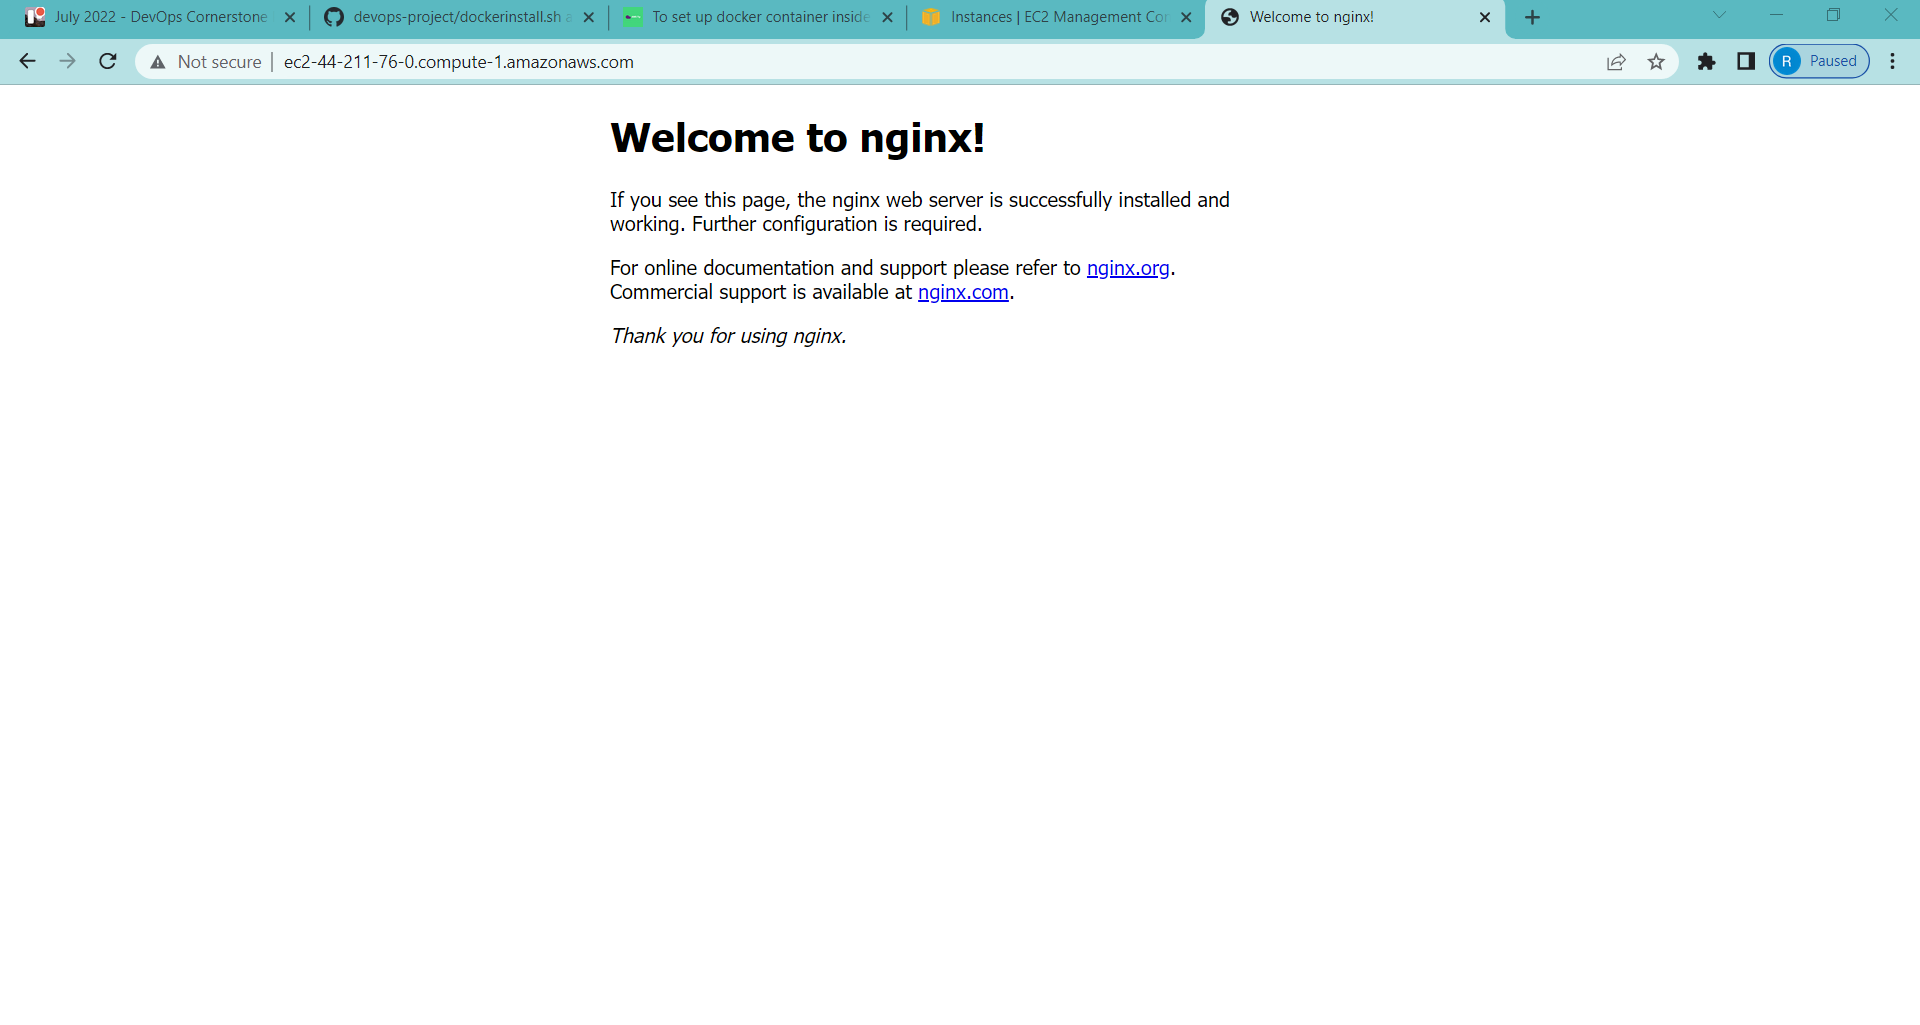 July 2022 - DevOps Cornerstone
devops-project/dockerinstall.sh a
To set up docker container inside
Instances | EC2 Management Cor
Welcome to nginx!
Not secure
ec2-44-211-76-0.compute-1.amazonaws.com
R
Paused
Welcome to nginx!
If you see this page, the nginx web server is successfully installed and
working. Further configuration is required.
For online documentation and support please refer to nginx.org.
Commercial support is available at nginx.com.
Thank you for using nginx.